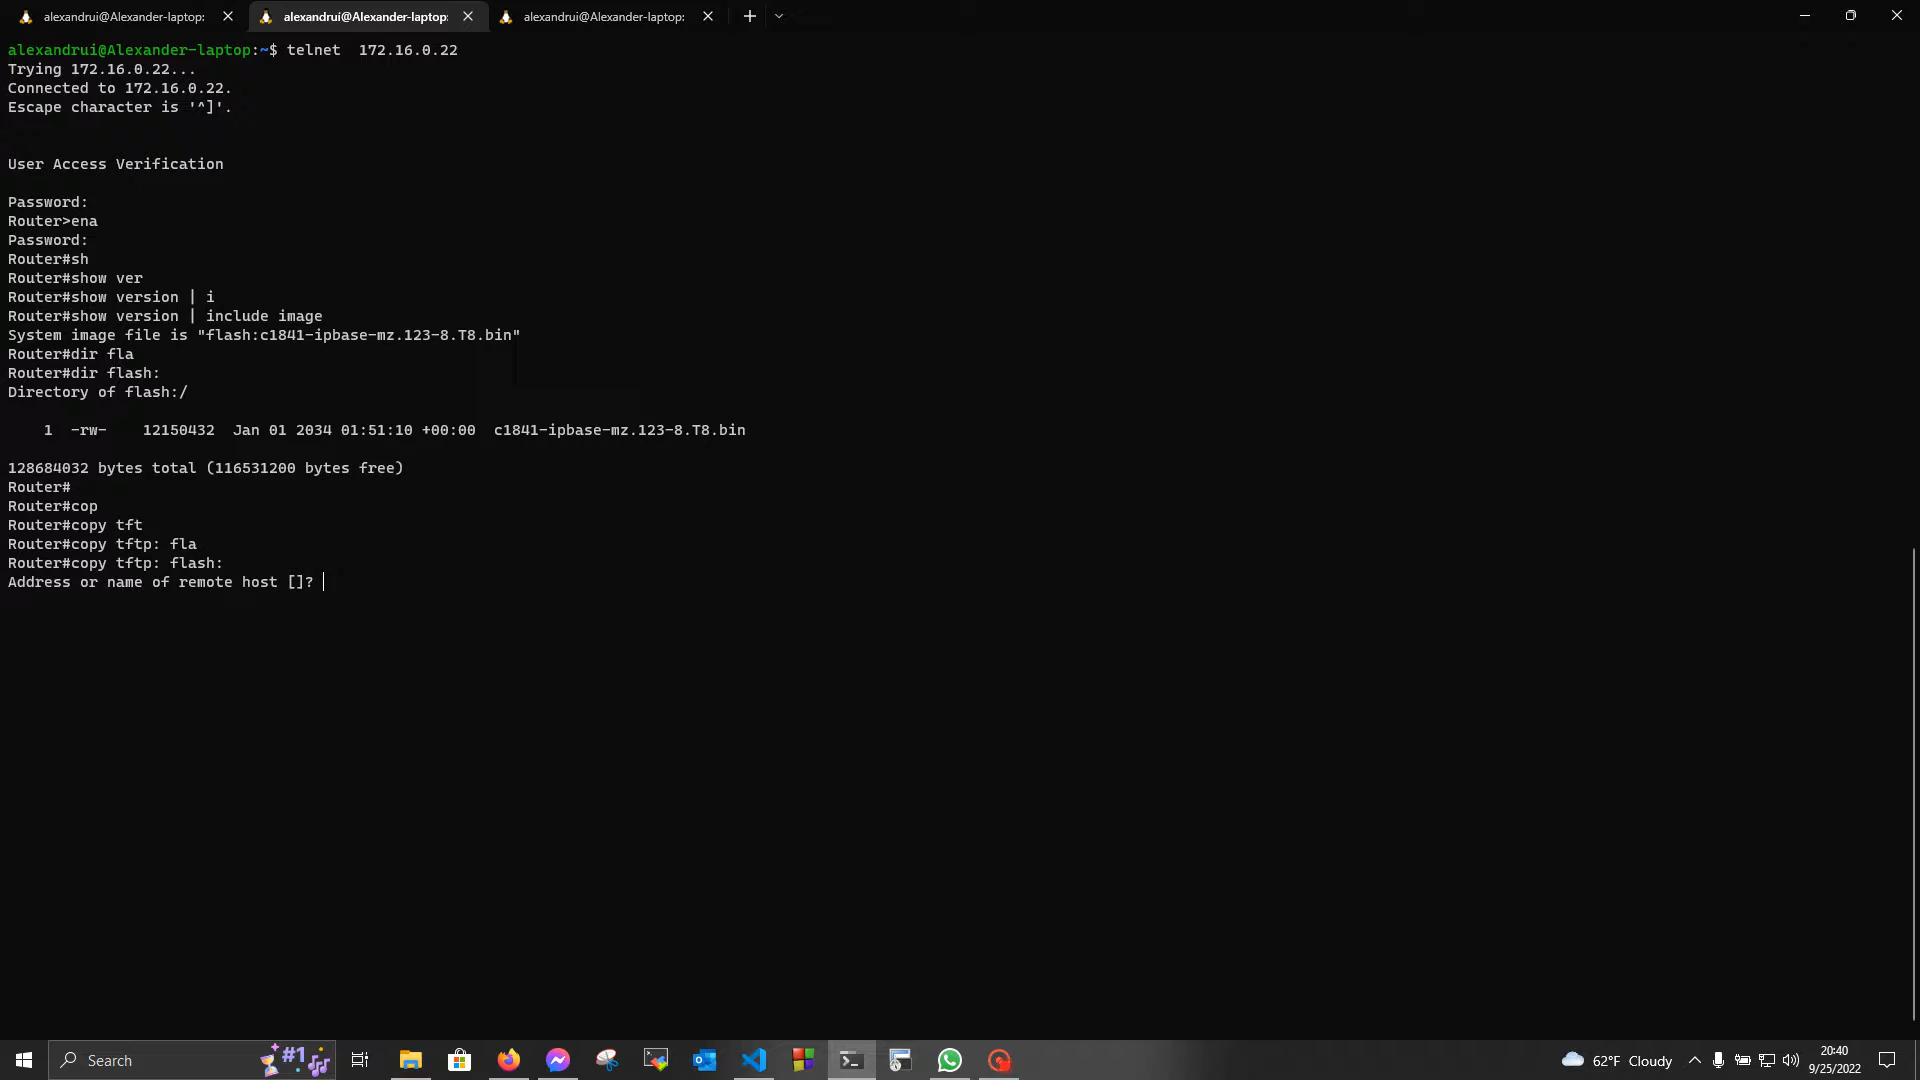 alexandrui@Alexander-laptop:
alexandrui@Alexander-laptop:
alexandrui@Alexander-laptop:
alexandrui@Alexander-laptop:~$ telnet  172.16.0.22
Trying 172.16.0.22...
Connected to 172.16.0.22.
Escape character is '^]'.
User Access Verification
Password:
Router>ena
Password:
Router#sh
Router#show ver
Router#show version | i
Router#show version | include image
System image file is "flash:c1841-ipbase-mz.123-8.T8.bin"
Router#dir fla
Router#dir flash:
Directory of flash:/
1  -rw-    12150432  Jan 01 2034 01:51:10 +00:00  c1841-ipbase-mz.123-8.T8.bin
128684032 bytes total (116531200 bytes free)
Router#
Router#cop
Router#copy tft
Router#copy tftp: fla
Router#copy tftp: flash:
Address or name of remote host []?
Search
#1
62°F Cloudy
20:40
9/25/2022